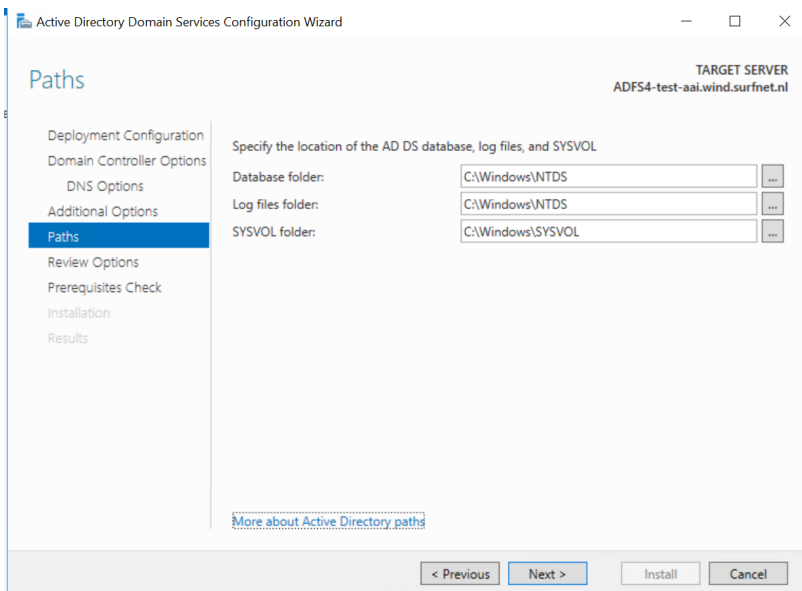 Active Directory Domain Services Configuration Wizard
Paths
TARGET SERVER
ADFS4-test-aai.wind.surfnet.nl
Deployment Configuration
Domain Controller Options
DNS Options
Additional Options
Paths
Review Options
Prerequisites Check
Installation
Results
Specify the location of the AD DS database, log files, and SYSVOL
Database folder: C:\Windows\NTDS ...
Log files folder: C:\Windows\NTDS ...
SYSVOL folder: C:\Windows\SYSVOL ...
More about Active Directory paths
< Previous Next > Install Cancel